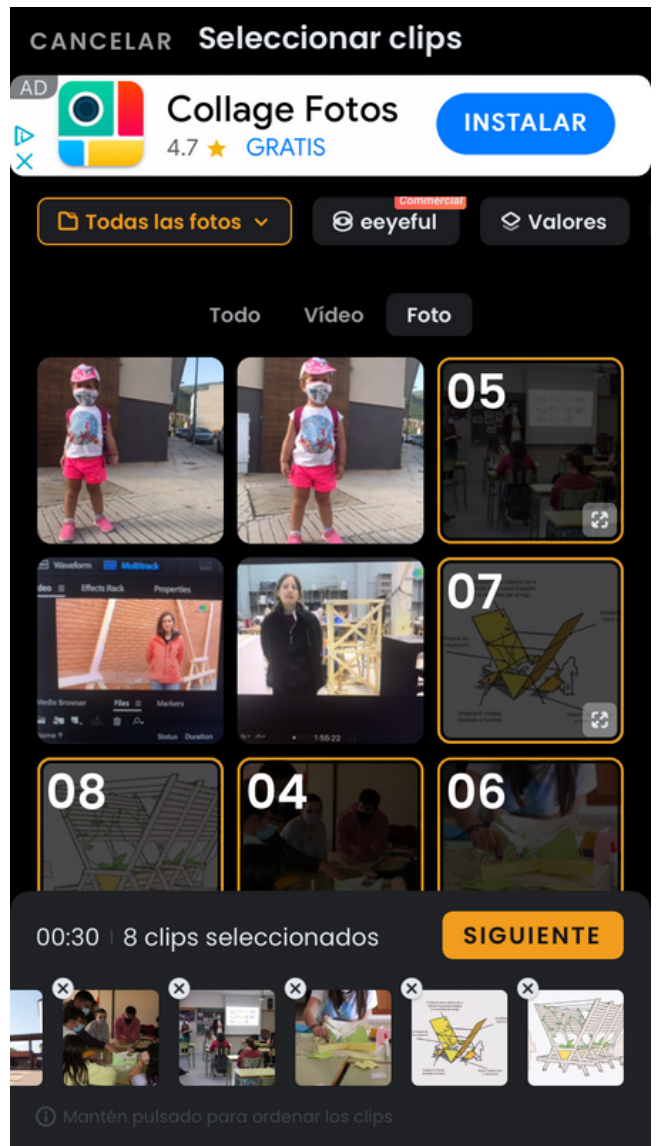 CANCELAR Seleccionar clips
AD
Collage Fotos
4.7 ★ GRATIS
INSTALAR
Commercial
Todas las fotos
eeyeful
Valores
Todo Vídeo Foto
05
Waveform Multitrack
Effects Rack Properties
Media Browser Files Markers
Status Duration
07
08
04
06
00:30 8 clips seleccionados
SIGUIENTE
Mantén pulsado para ordenar los clips